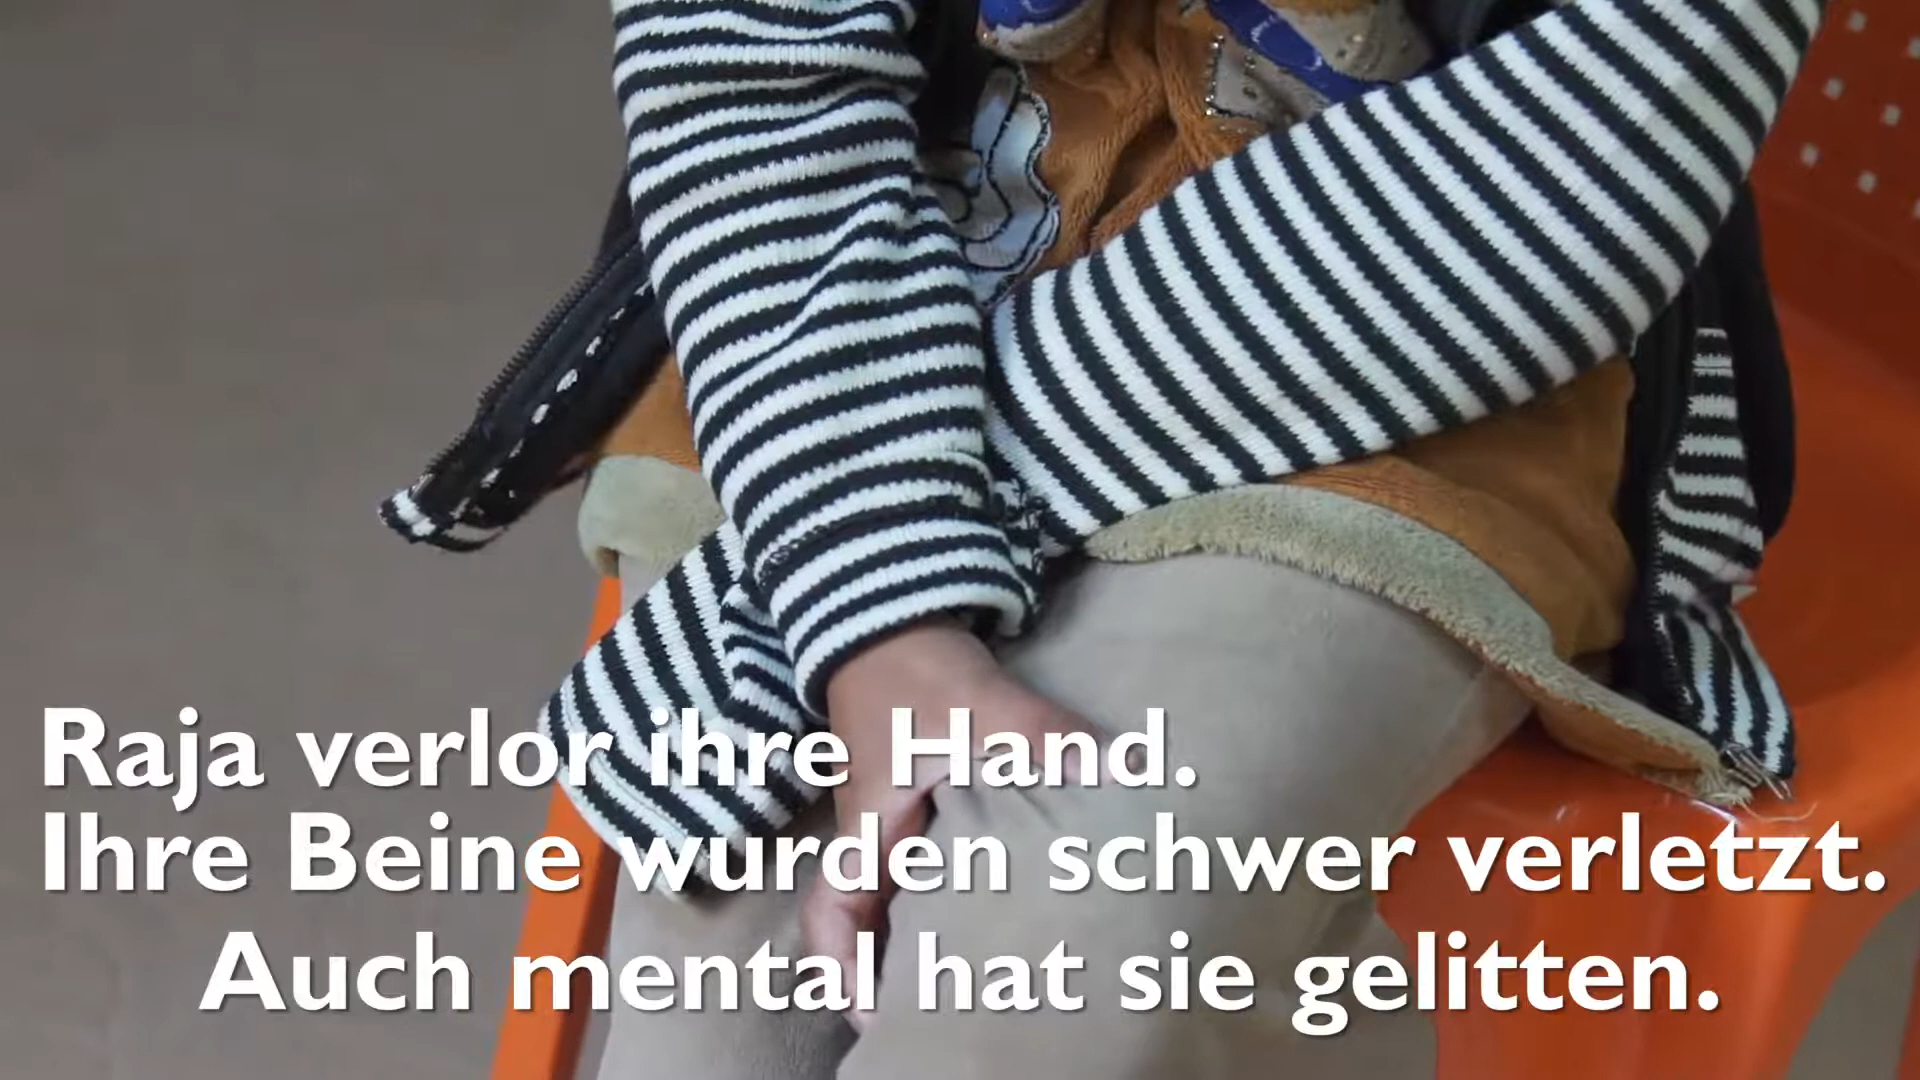 Raja verlor ihre Hand.
Ihre Beine wurden schwer verletzt.
Auch mental hat sie gelitten.